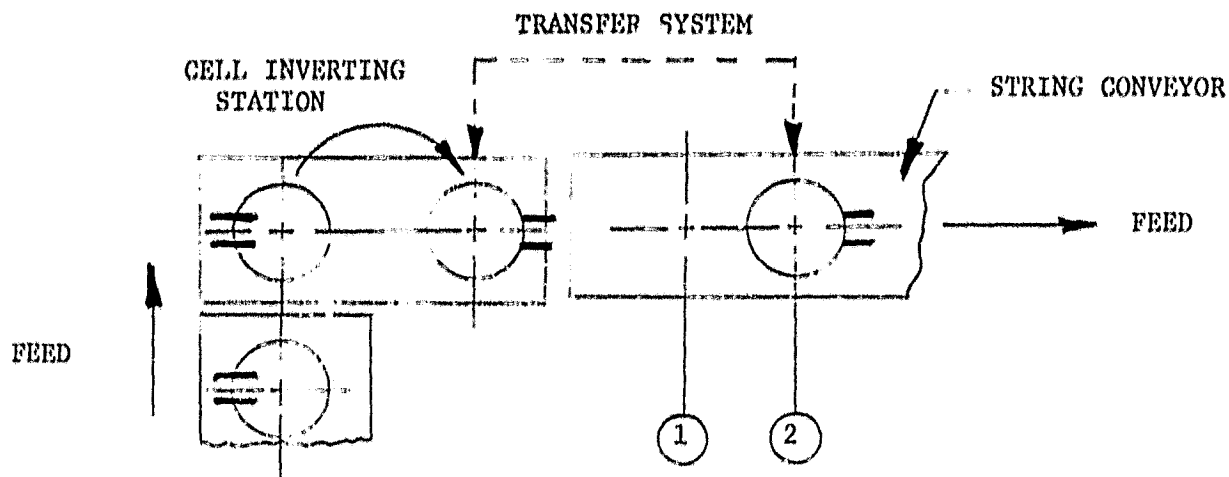 TRANSFER SYSTEM
CELL INVERTING
STATION
STRING CONVEYOR
FEED
FEED
1
2